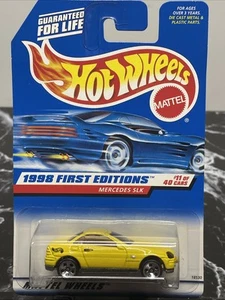 GUARANTEED
FOR LIFE
FOR AGES
OVER 3 YEARS.
DIE CAST METAL &
PLASTIC PARTS.
Hot Wheels
MATTEL
1998 FIRST EDITIONS
#11 of
40 CARS
MERCEDES SLK
WHEELS